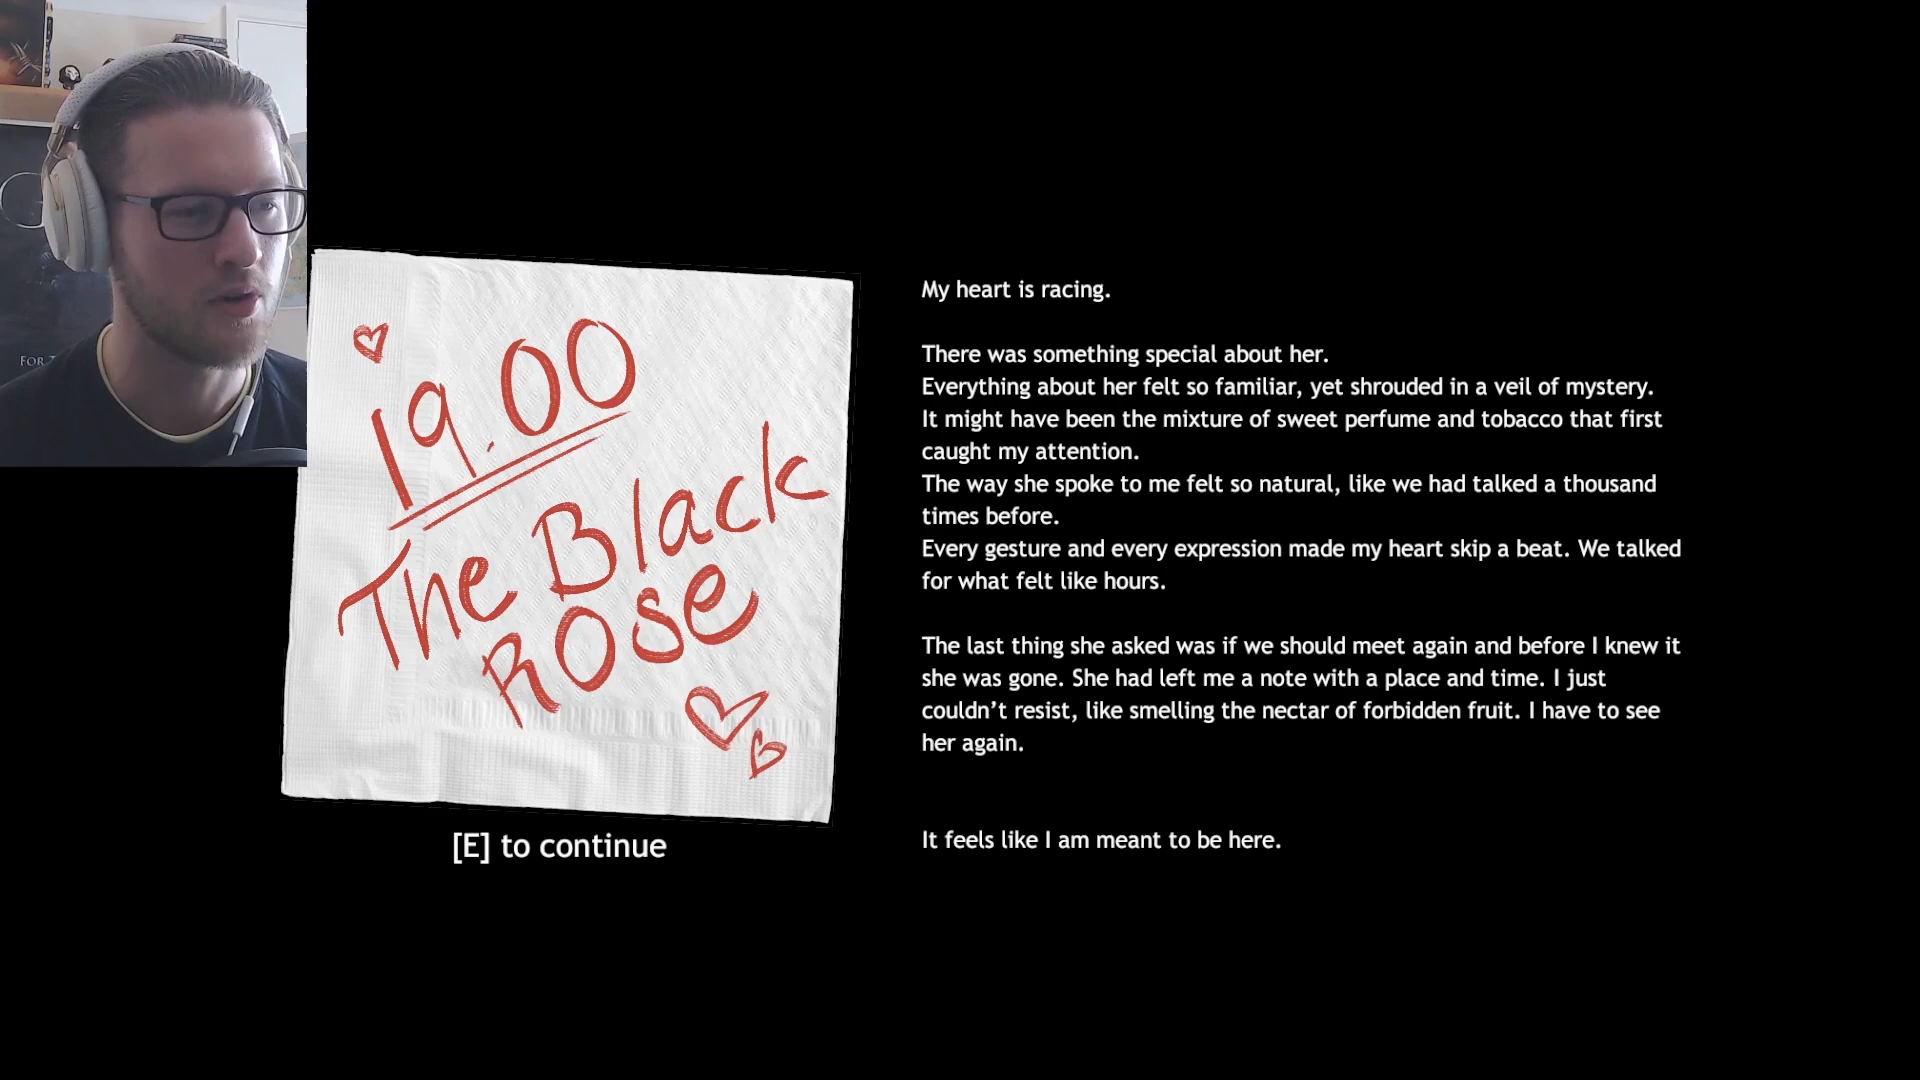 FOR T
19.00
The Black
Rose
[E] to continue
My heart is racing.
There was something special about her.
Everything about her felt so familiar, yet shrouded in a veil of mystery.
It might have been the mixture of sweet perfume and tobacco that first
caught my attention.
The way she spoke to me felt so natural, like we had talked a thousand
times before.
Every gesture and every expression made my heart skip a beat. We talked
for what felt like hours.
The last thing she asked was if we should meet again and before I knew it
she was gone. She had left me a note with a place and time. I just
couldn’t resist, like smelling the nectar of forbidden fruit. I have to see
her again.
It feels like I am meant to be here.